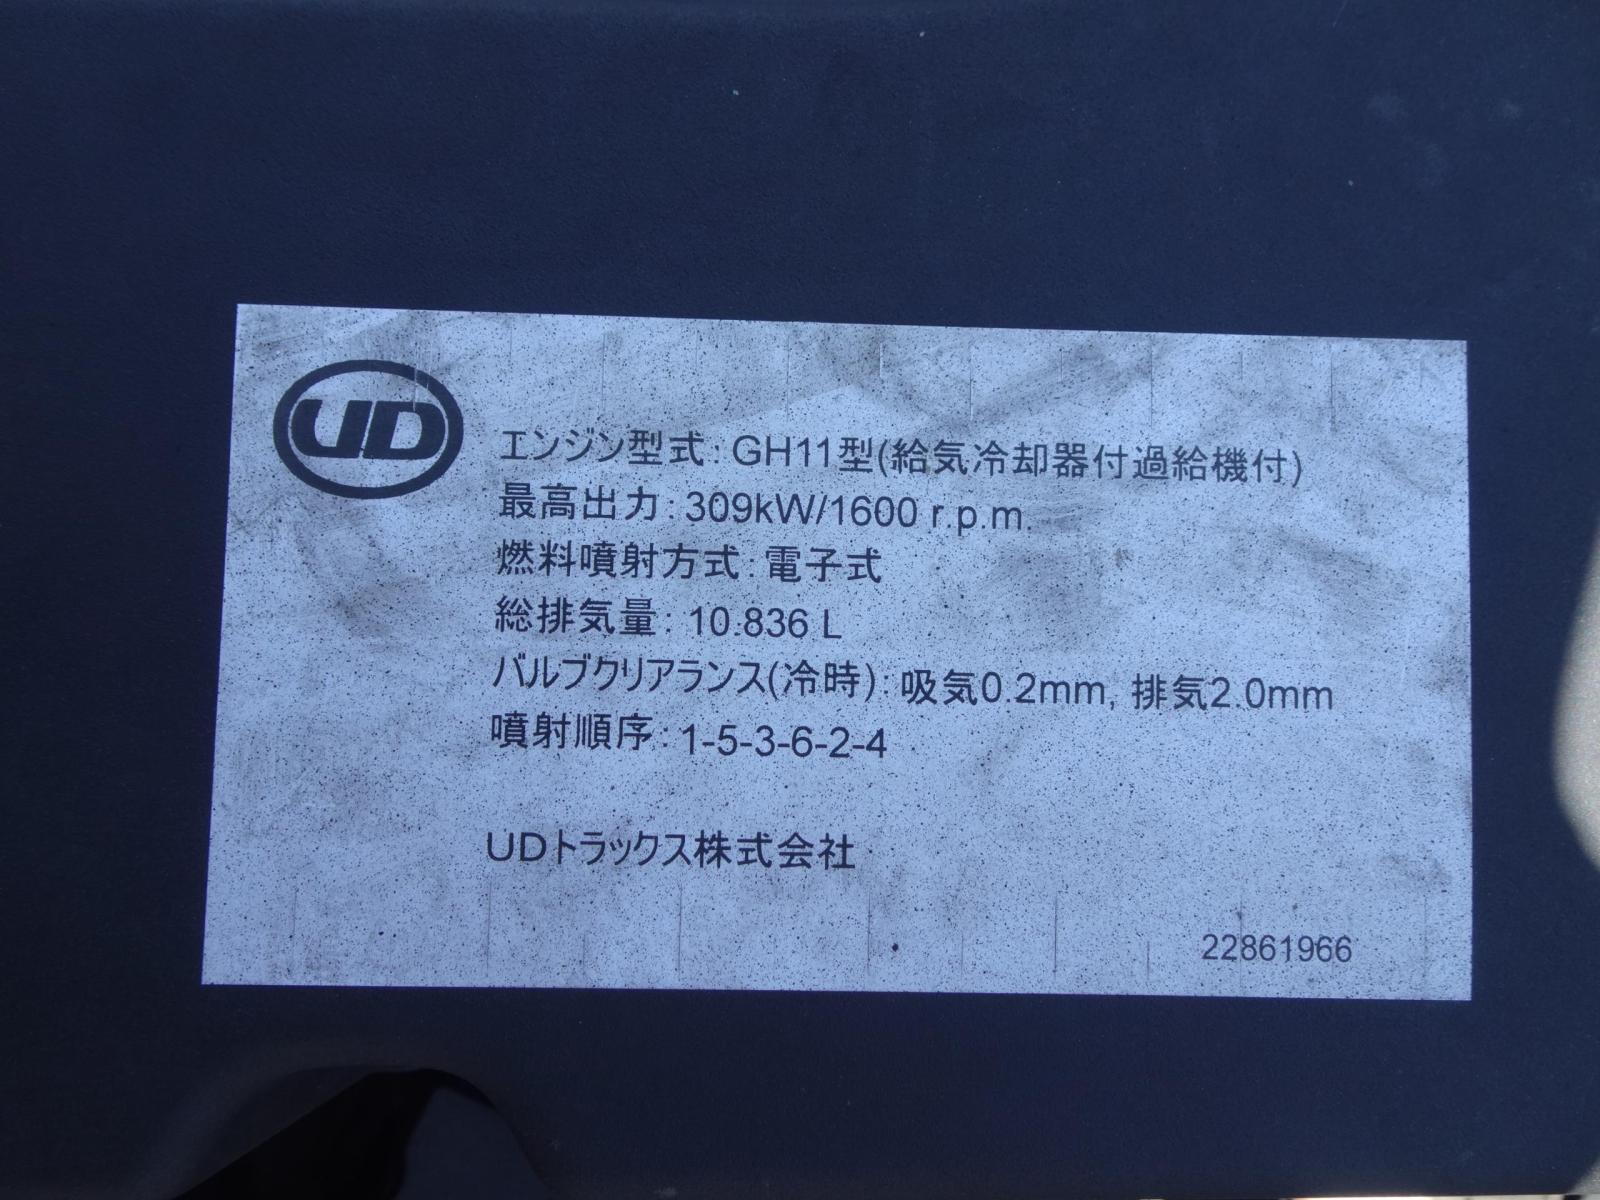 UD
エンジン型式：GH11型(給気冷却器付過給機付)
最高出力：309kW/1600 r.p.m.
燃料噴射方式：電子式
総排気量：10.836 L
バルブクリアランス(冷時)：吸気0.2mm, 排気2.0mm
噴射順序：1-5-3-6-2-4
UDトラックス株式会社
22861966